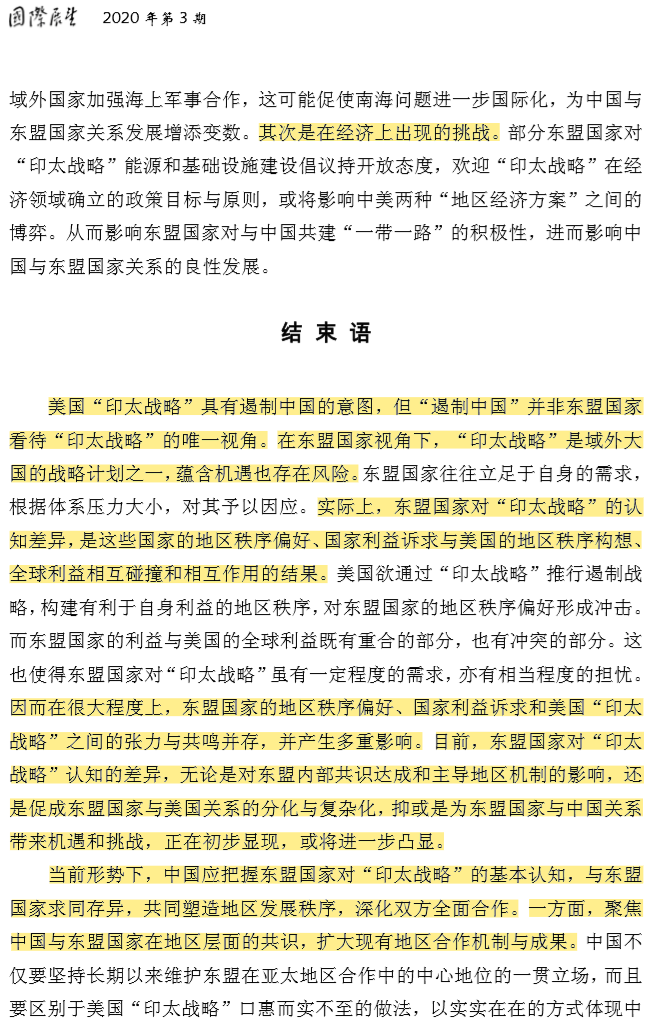 國際展望 2020 年第 3 期
域外国家加强海上军事合作，这可能促使南海问题进一步国际化，为中国与
东盟国家关系发展增添变数。其次是在经济上出现的挑战。部分东盟国家对
“印太战略”能源和基础设施建设倡议持开放态度，欢迎“印太战略”在经
济领域确立的政策目标与原则，或将影响中美两种“地区经济方案”之间的
博弈。从而影响东盟国家对与中国共建“一带一路”的积极性，进而影响中
国与东盟国家关系的良性发展。
结 束 语
美国“印太战略”具有遏制中国的意图，但“遏制中国”并非东盟国家
看待“印太战略”的唯一视角。在东盟国家视角下，“印太战略”是域外大
国的战略计划之一，蕴含机遇也存在风险。东盟国家往往立足于自身的需求，
根据体系压力大小，对其予以因应。实际上，东盟国家对“印太战略”的认
知差异，是这些国家的地区秩序偏好、国家利益诉求与美国的地区秩序构想、
全球利益相互碰撞和相互作用的结果。美国欲通过“印太战略”推行遏制战
略，构建有利于自身利益的地区秩序，对东盟国家的地区秩序偏好形成冲击。
而东盟国家的利益与美国的全球利益既有重合的部分，也有冲突的部分。这
也使得东盟国家对“印太战略”虽有一定程度的需求，亦有相当程度的担忧。
因而在很大程度上，东盟国家的地区秩序偏好、国家利益诉求和美国“印太
战略”之间的张力与共鸣并存，并产生多重影响。目前，东盟国家对“印太
战略”认知的差异，无论是对东盟内部共识达成和主导地区机制的影响，还
是促成东盟国家与美国关系的分化与复杂化，抑或是为东盟国家与中国关系
带来机遇和挑战，正在初步显现，或将进一步凸显。
当前形势下，中国应把握东盟国家对“印太战略”的基本认知，与东盟
国家求同存异，共同塑造地区发展秩序，深化双方全面合作。一方面，聚焦
中国与东盟国家在地区层面的共识，扩大现有地区合作机制与成果。中国不
仅要坚持长期以来维护东盟在亚太地区合作中的中心地位的一贯立场，而且
要区别于美国“印太战略”口惠而实不至的做法，以实实在在的方式体现中